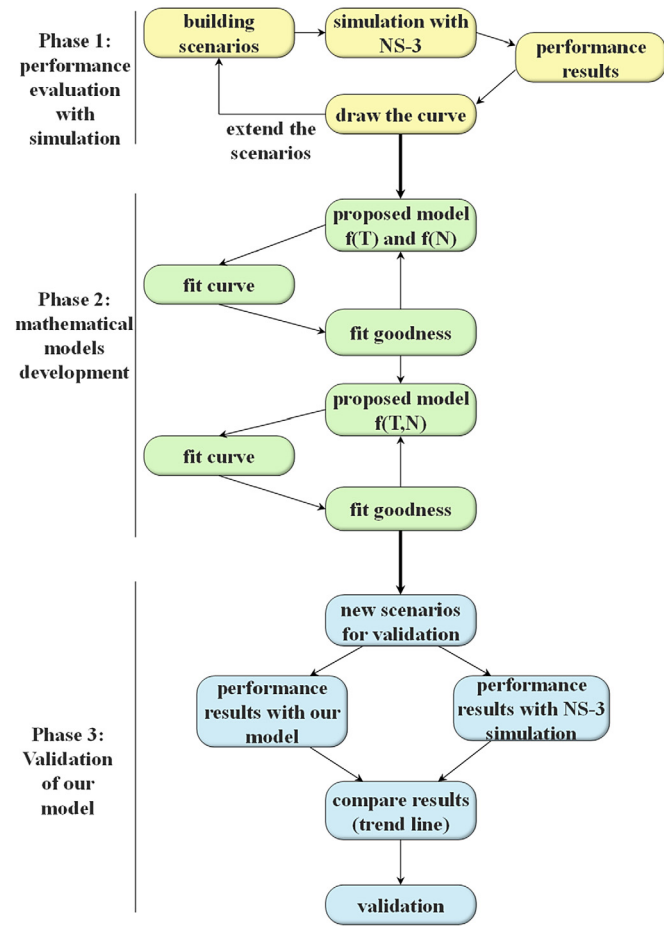 Phase 1:
performance
evaluation
with
simulation
building
scenarios
simulation with
NS-3
performance
results
draw the curve
extend the
scenarios
Phase 2:
mathematical
models
development
proposed model
f(T) and f(N)
fit curve
fit goodness
proposed model
f(T,N)
fit curve
fit goodness
Phase 3:
Validation
of our
model
new scenarios
for validation
performance
results with our
model
performance
results with NS-3
simulation
compare results
(trend line)
validation